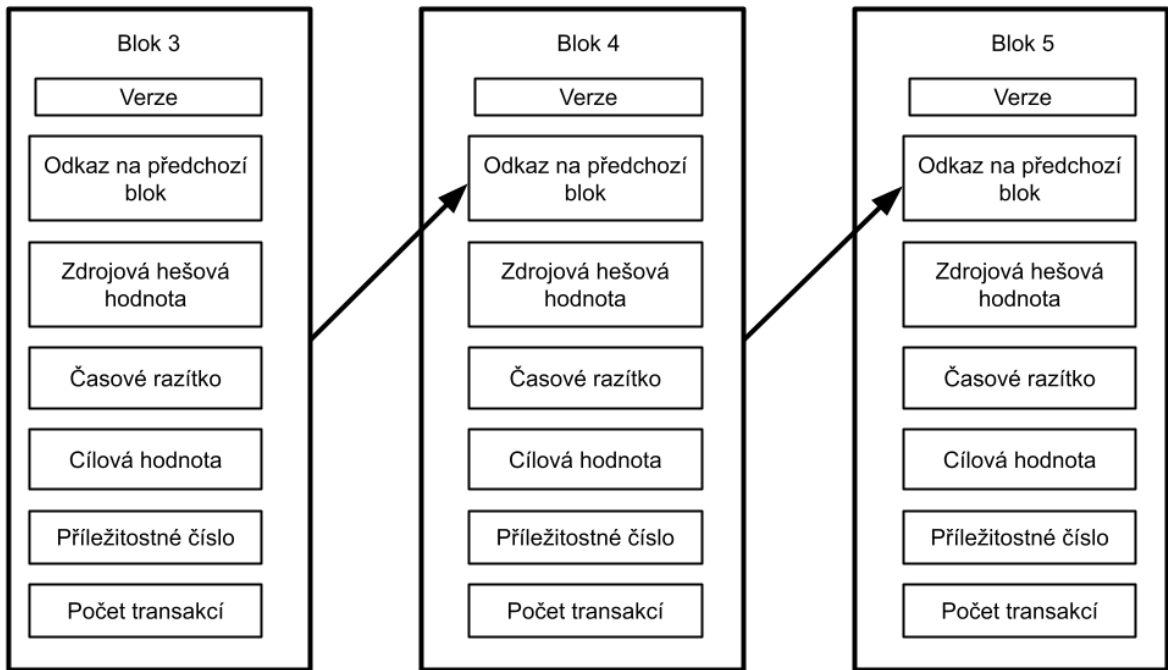 Blok 3
Verze
Odkaz na předchozí
blok
Zdrojová hešová
hodnota
Časové razítko
Cílová hodnota
Příležitostné číslo
Počet transakcí
Blok 4
Verze
Odkaz na předchozí
blok
Zdrojová hešová
hodnota
Časové razítko
Cílová hodnota
Příležitostné číslo
Počet transakcí
Blok 5
Verze
Odkaz na předchozí
blok
Zdrojová hešová
hodnota
Časové razítko
Cílová hodnota
Příležitostné číslo
Počet transakcí